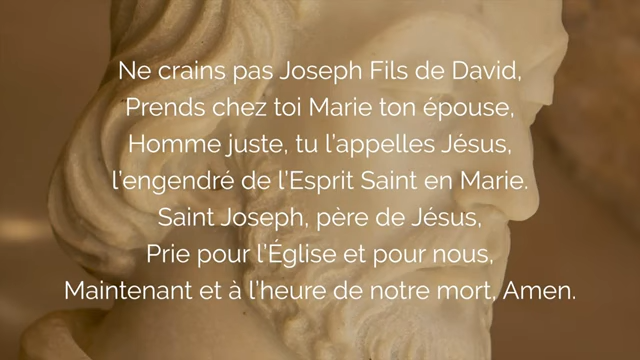 Ne crains pas Joseph Fils de David,
Prends chez toi Marie ton épouse,
Homme juste, tu l’appelles Jésus,
l’engendré de l’Esprit Saint en Marie.
Saint Joseph, père de Jésus,
Prie pour l’Église et pour nous,
Maintenant et à l’heure de notre mort, Amen.